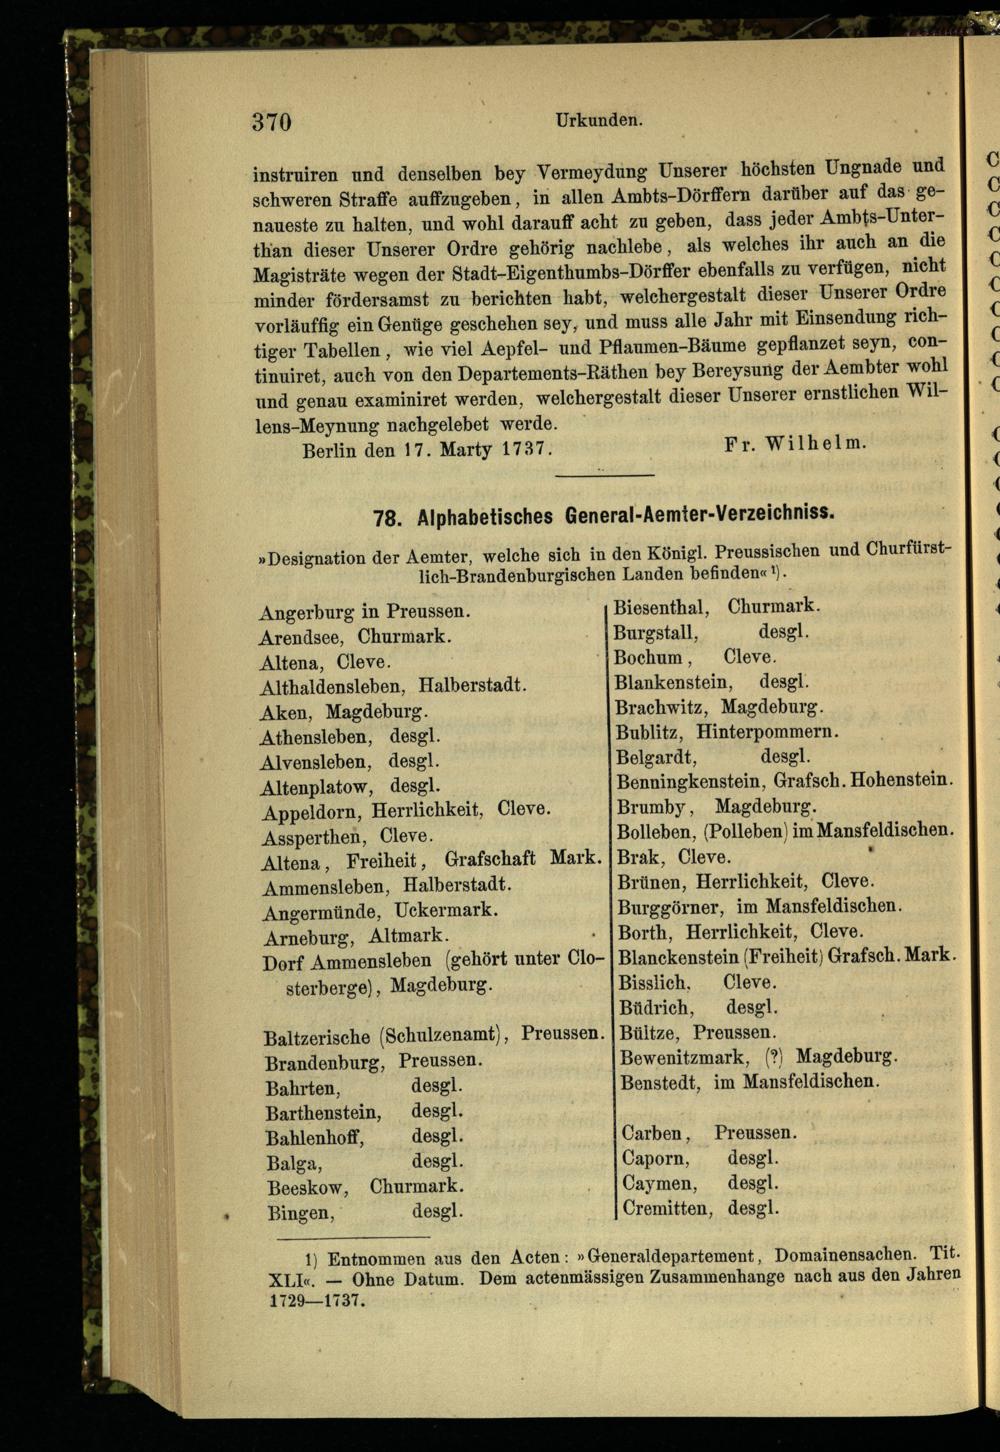 370
Urkunden.
instruiren und denselben bey Vermeydung Unserer höchsten Ungnade und
schweren Straffe auffzugeben, in allen Ambts-Dörffern darüber auf das ge-
naueste zu halten, und wohl darauff acht zu geben, dass jeder Ambts-Unter-
than dieser Unserer Ordre gehörig nachlebe, als welches ihr auch an die
Magisträte wegen der Stadt-Eigenthumbs-Dörffer ebenfalls zu verfügen, nicht
minder fördersamst zu berichten habt, welchergestalt dieser Unserer Ordre
vorläuffig ein Genüge geschehen sey, und muss alle Jahr mit Einsendung rich-
tiger Tabellen, wie viel Aepfel- und Pflaumen-Bäume gepflanzet seyn, con-
tinuiret, auch von den Departements-Räthen bey Bereysung der Aembter wohl
und genau examiniret werden, welchergestalt dieser Unserer ernstlichen Wil-
lens-Meynung nachgelebet werde.
Berlin den 17. Marty 1737. Fr. Wilhelm.
78. Alphabetisches General-Aemter-Verzeichniss.
»Designation der Aemter, welche sich in den Königl. Preussischen und Churfürst-
lich-Brandenburgischen Landen befinden« 1).
Angerburg in Preussen.
Arendsee, Churmark.
Altena, Cleve.
Althaldensleben, Halberstadt.
Aken, Magdeburg.
Athensleben, desgl.
Alvensleben, desgl.
Altenplatow, desgl.
Appeldorn, Herrlichkeit, Cleve.
Assperthen, Cleve.
Altena, Freiheit, Grafschaft Mark.
Ammensleben, Halberstadt.
Angermünde, Uckermark.
Arneburg, Altmark.
Dorf Ammensleben (gehört unter Clo-
sterberge), Magdeburg.
Baltzerische (Schulzenamt), Preussen.
Brandenburg, Preussen.
Bahrten, desgl.
Barthenstein, desgl.
Bahlenhoff, desgl.
Balga, desgl.
Beeskow, Churmark.
Bingen, desgl.
Biesenthal, Churmark.
Burgstall, desgl.
Bochum, Cleve.
Blankenstein, desgl.
Brachwitz, Magdeburg.
Bublitz, Hinterpommern.
Belgardt, desgl.
Benningkenstein, Grafsch. Hohenstein.
Brumby, Magdeburg.
Bolleben, (Polleben) im Mansfeldischen.
Brak, Cleve.
Brünen, Herrlichkeit, Cleve.
Burggörner, im Mansfeldischen.
Borth, Herrlichkeit, Cleve.
Blanckenstein (Freiheit) Grafsch. Mark.
Bisslich, Cleve.
Büdrich, desgl.
Bültze, Preussen.
Bewenitzmark, (?) Magdeburg.
Benstedt, im Mansfeldischen.
Carben, Preussen.
Caporn, desgl.
Caymen, desgl.
Cremitten, desgl.
1) Entnommen aus den Acten: »Generaldepartement, Domainensachen. Tit.
XLI«. — Ohne Datum. Dem actenmässigen Zusammenhange nach aus den Jahren
1729—1737.